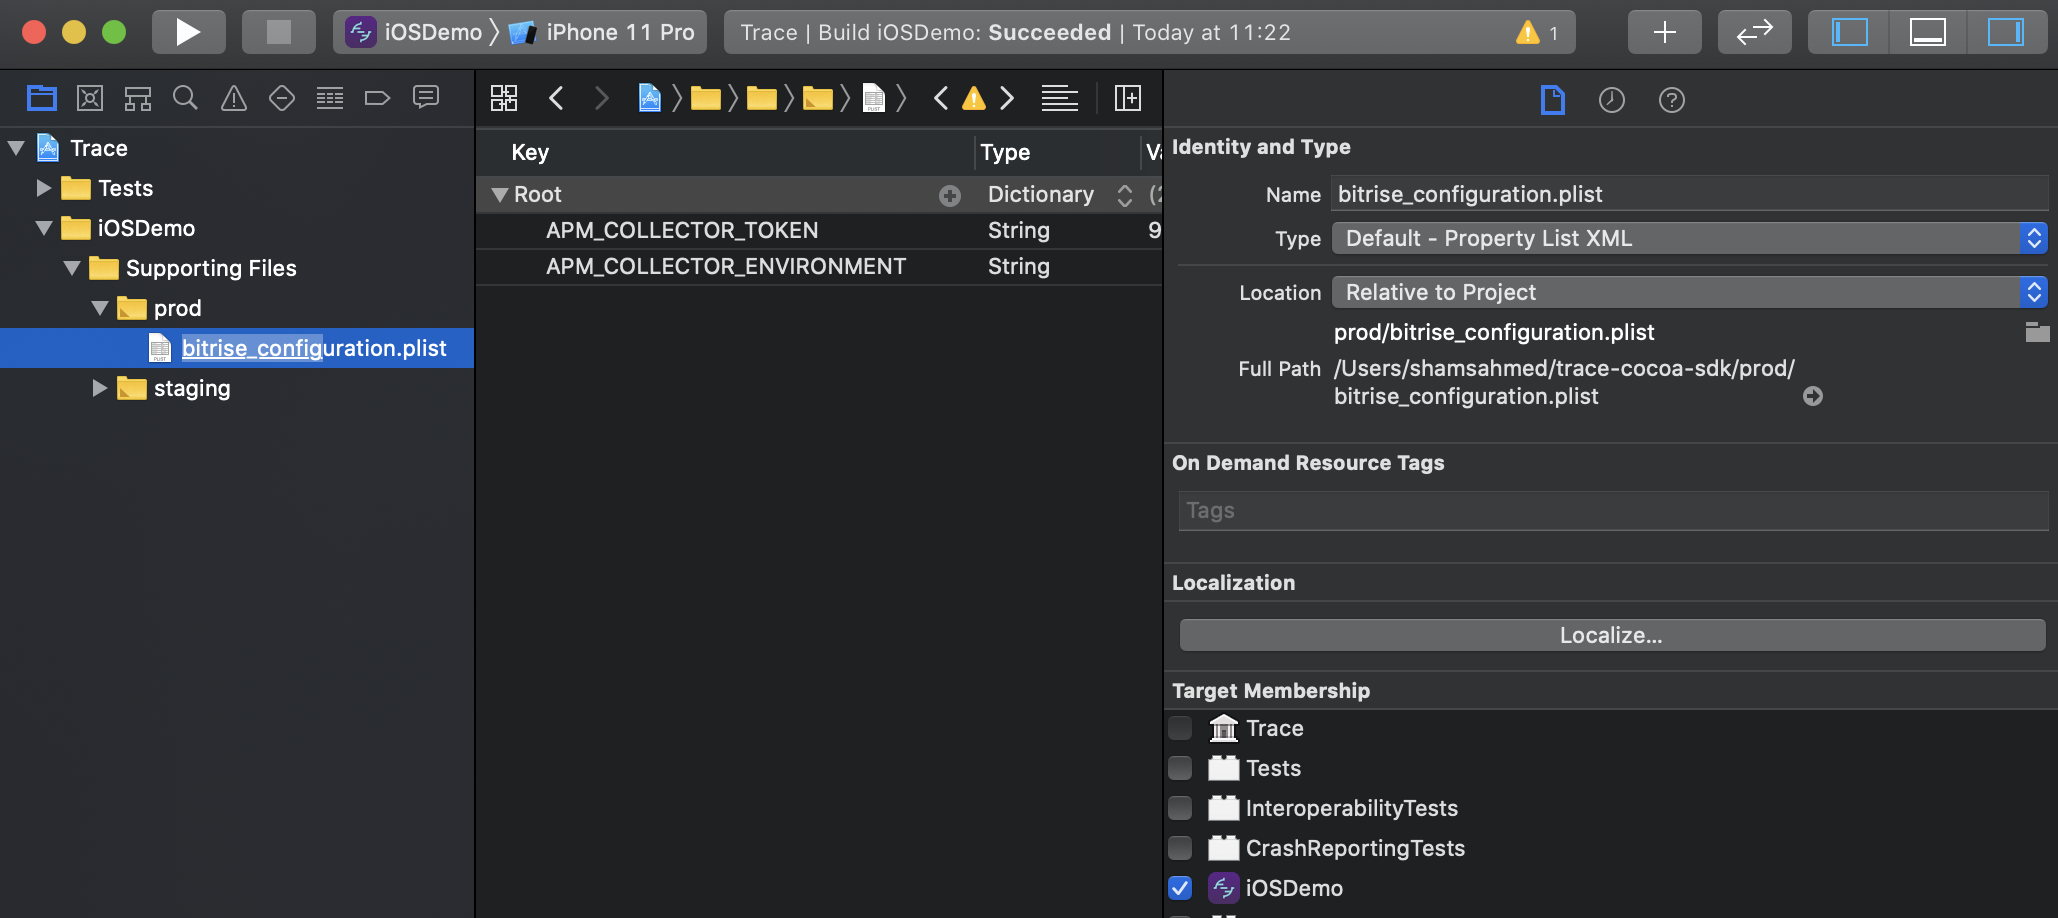 iOSDemo iPhone 11 Pro
Trace | Build iOSDemo: Succeeded | Today at 11:22
1
Trace
Tests
iOSDemo
Supporting Files
prod
bitrise_configuration.plist
staging
Key Type
Root Dictionary
APM_COLLECTOR_TOKEN String 9
APM_COLLECTOR_ENVIRONMENT String
Identity and Type
Name bitrise_configuration.plist
Type Default - Property List XML
Location Relative to Project
prod/bitrise_configuration.plist
Full Path /Users/shamsahmed/trace-cocoa-sdk/prod/
bitrise_configuration.plist
On Demand Resource Tags
Tags
Localization
Localize...
Target Membership
Trace
Tests
InteroperabilityTests
CrashReportingTests
iOSDemo